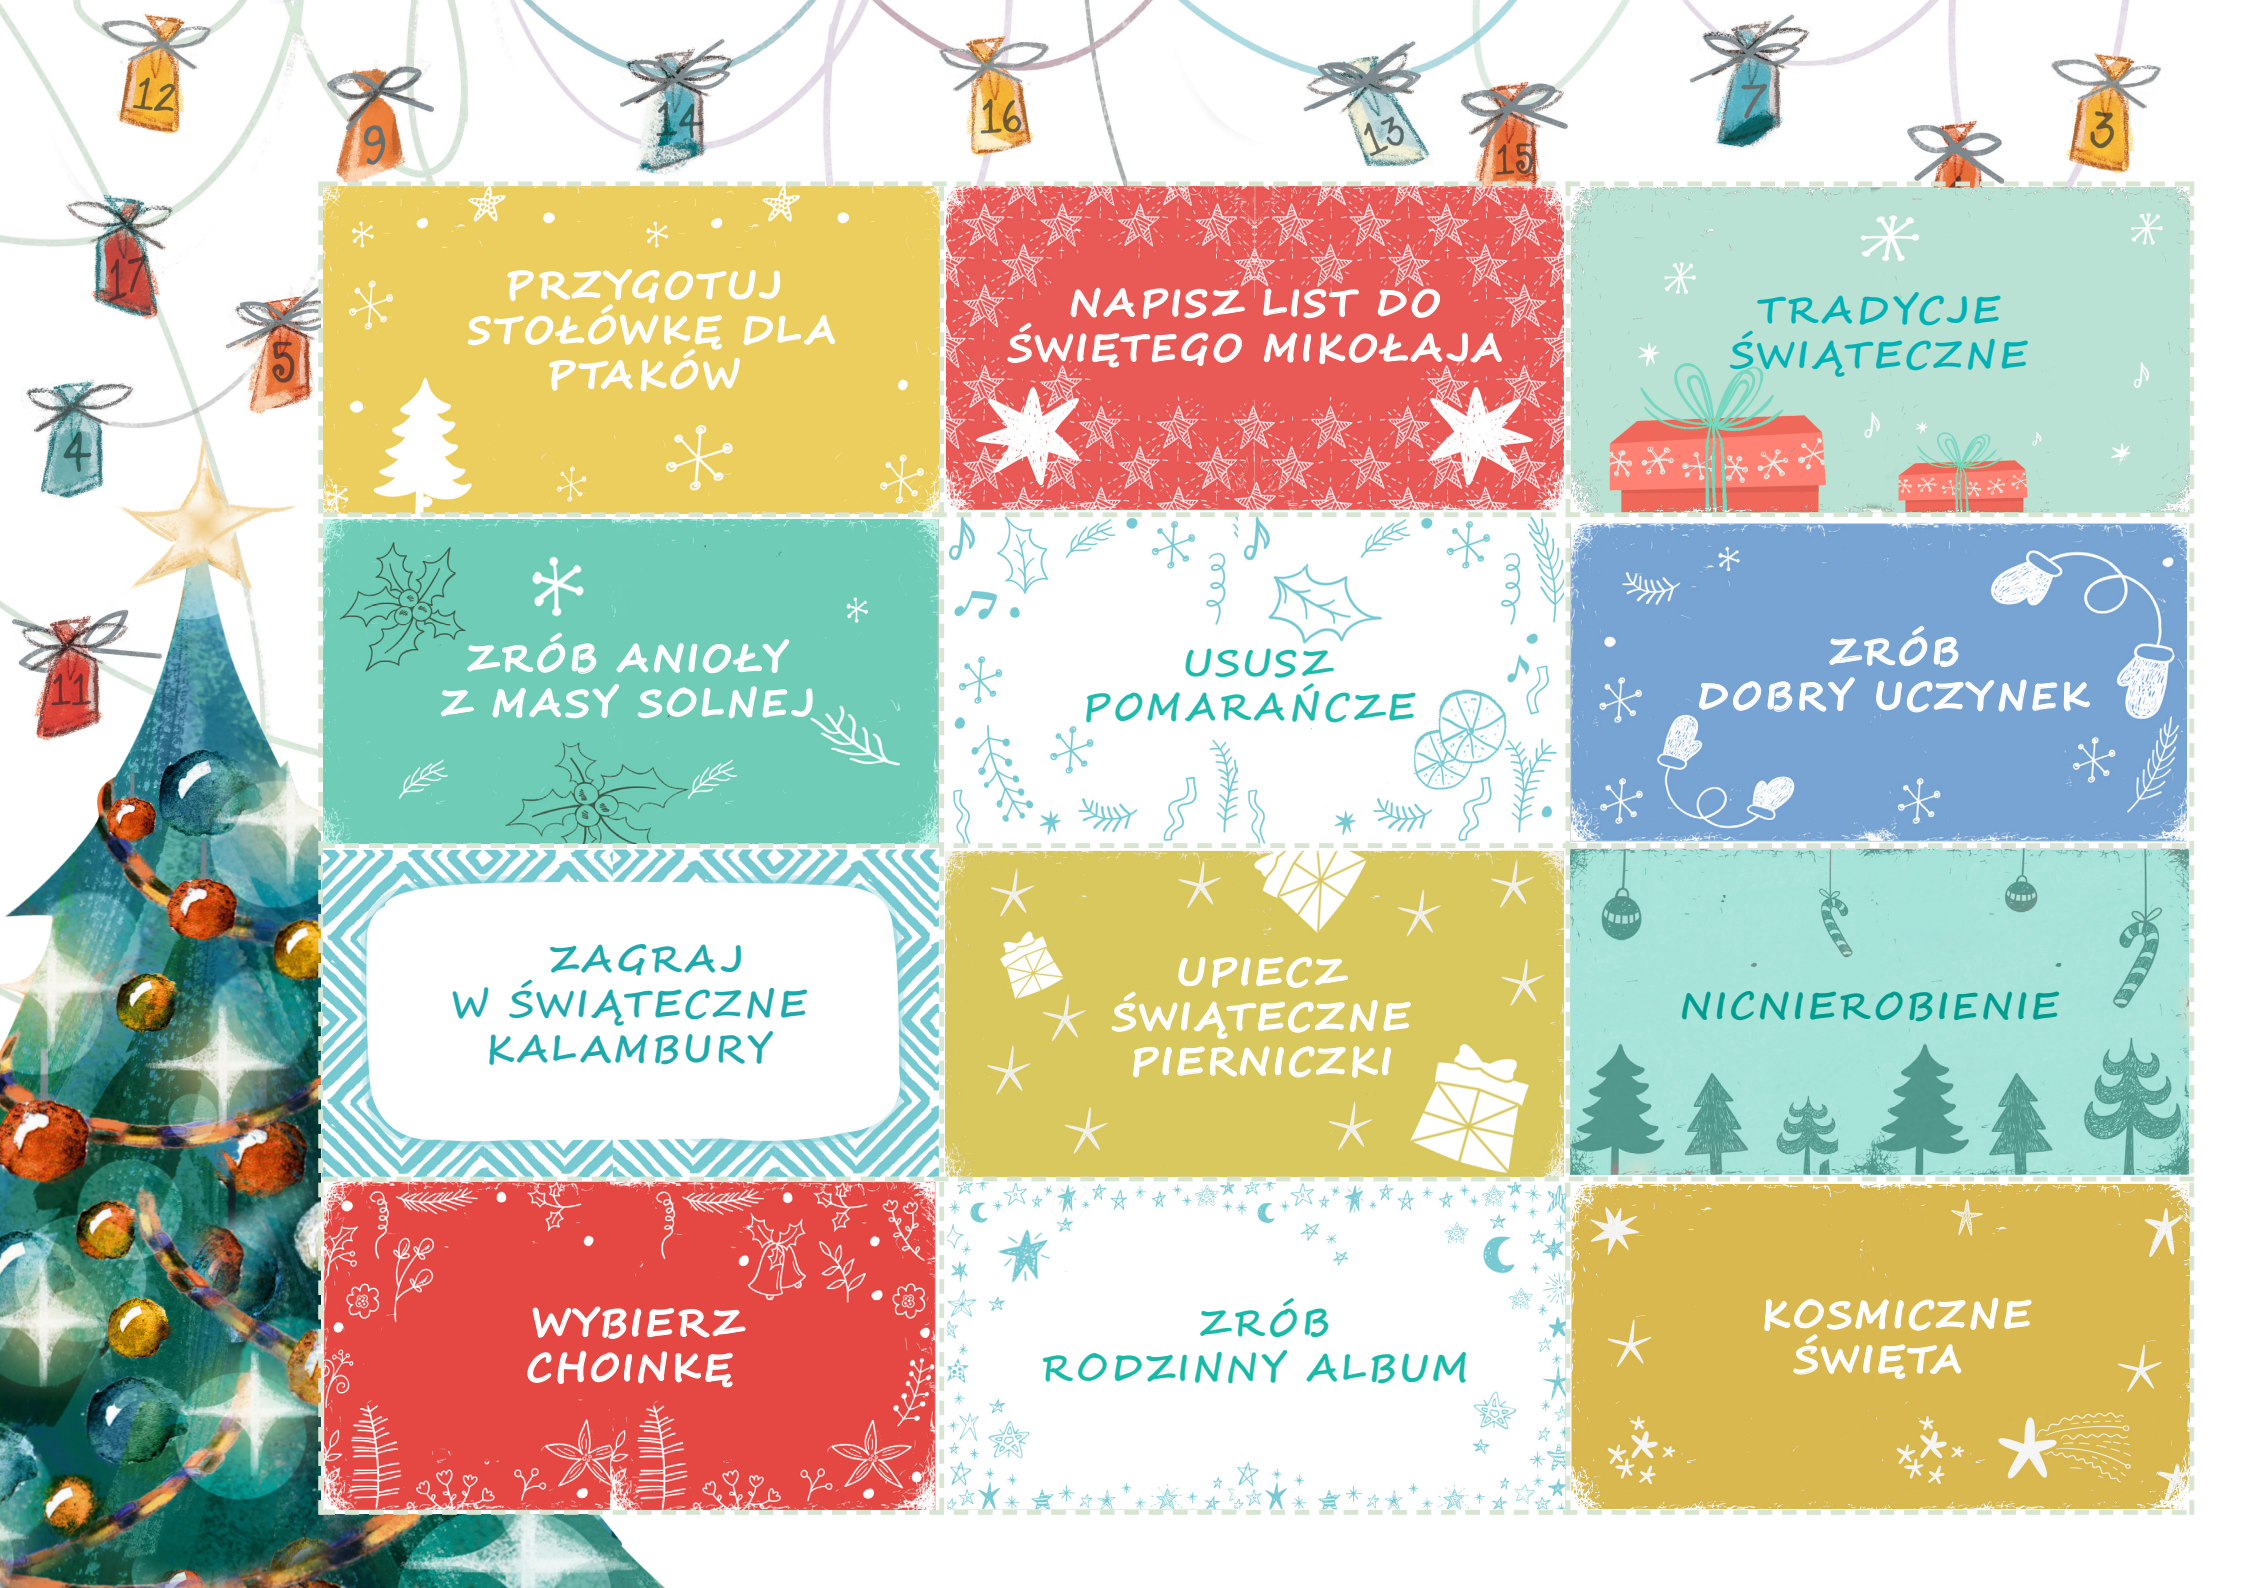 12
9
14
16
13
15
7
3
17
5
4
11
PRZYGOTUJ
STOŁÓWKĘ DLA
PTAKÓW
NAPISZ LIST DO
ŚWIĘTEGO MIKOŁAJA
TRADYCJE
ŚWIĄTECZNE
ZRÓB ANIOŁY
Z MASY SOLNEJ
USUSZ
POMARAŃCZE
ZRÓB
DOBRY UCZYNEK
ZAGRAJ
W ŚWIĄTECZNE
KALAMBURY
UPIECZ
ŚWIĄTECZNE
PIERNICZKI
NICNIEROBIENIE
WYBIERZ
CHOINKĘ
ZRÓB
RODZINNY ALBUM
KOSMICZNE
ŚWIĘTA